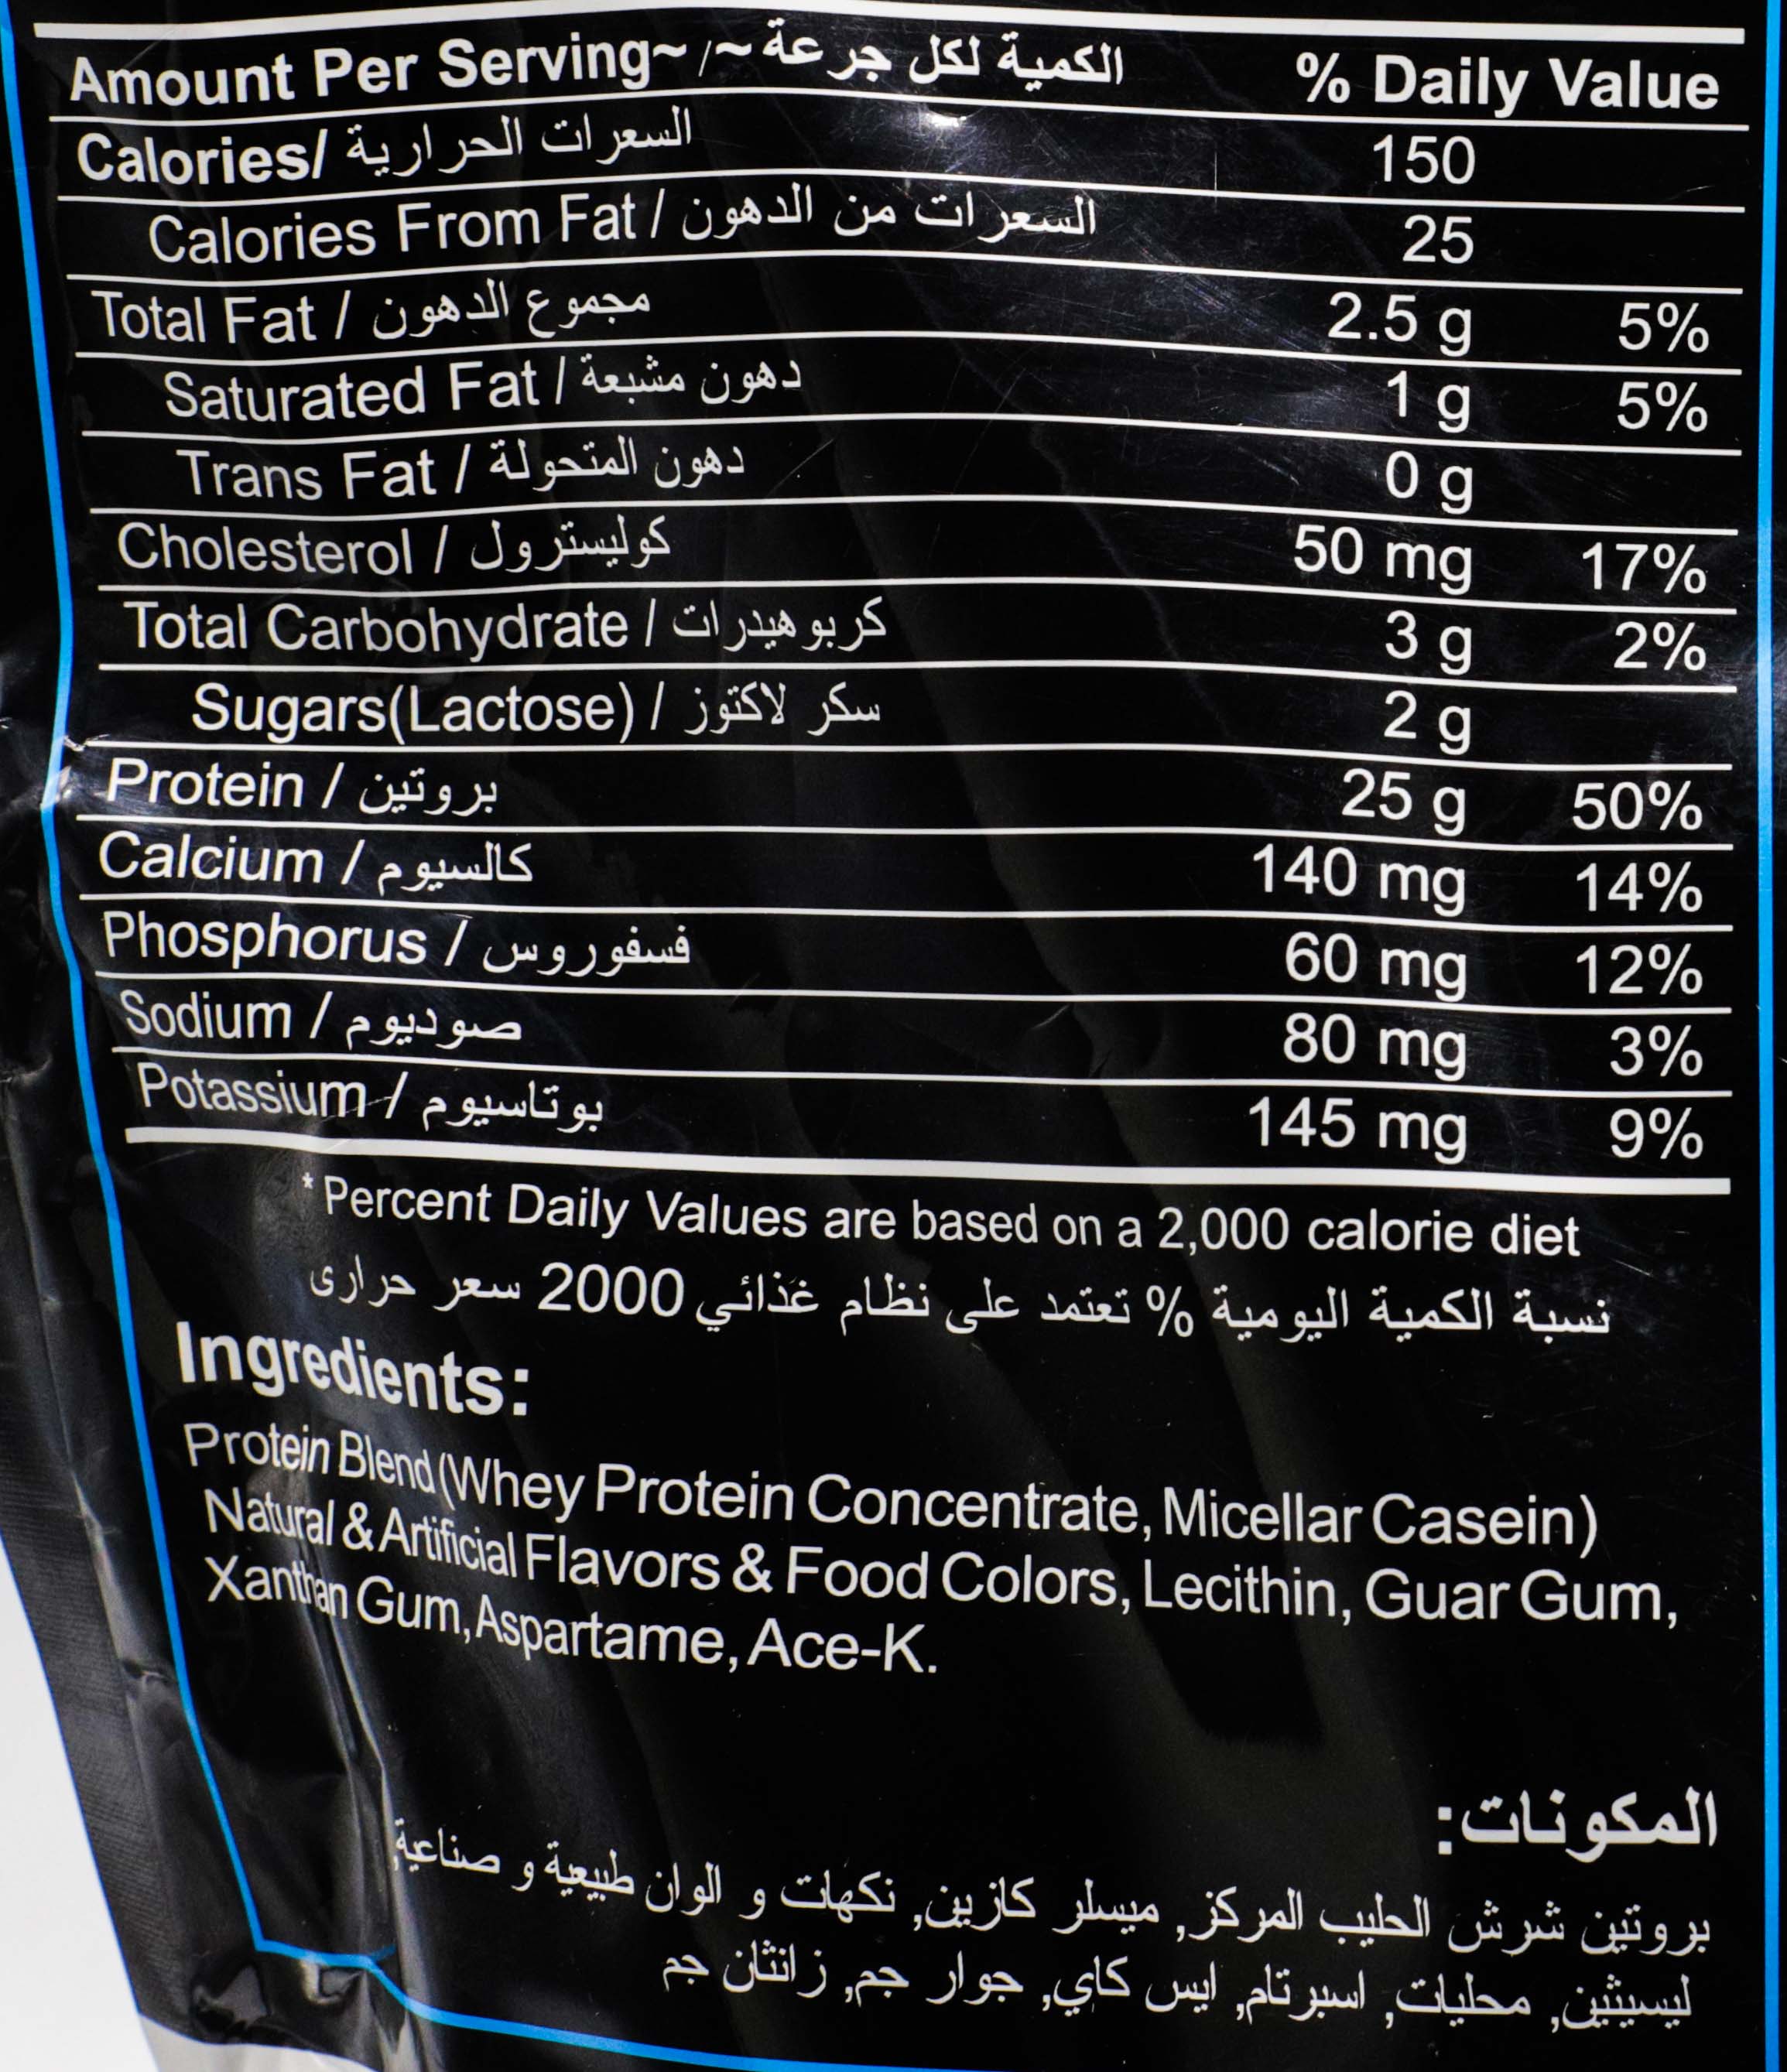 Amount Per Serving~ /~ الكمية لكل جرعة % Daily Value
Calories/ السعرات الحرارية 150
Calories From Fat / السعرات من الدهون 25
Total Fat / مجموع الدهون 2.5 g 5%
Saturated Fat / دهون مشبعة 1 g 5%
Trans Fat / دهون المتحولة 0 g
Cholesterol / كوليسترول 50 mg 17%
Total Carbohydrate / كربوهيدرات 3 g 2%
Sugars(Lactose) / سكر لاكتوز 2 g
Protein / بروتين 25 g 50%
Calcium / كالسيوم 140 mg 14%
Phosphorus / فسفوروس 60 mg 12%
Sodium / صوديوم 80 mg 3%
Potassium / بوتاسيوم 145 mg 9%
* Percent Daily Values are based on a 2,000 calorie diet
نسبة الكمية اليومية % تعتمد على نظام غذائي 2000 سعر حرارى
Ingredients:
Protein Blend (Whey Protein Concentrate, Micellar Casein)
Natural & Artificial Flavors & Food Colors, Lecithin, Guar Gum,
Xanthan Gum, Aspartame, Ace-K.
المكونات:
بروتين شرش الحليب المركز, ميسلر كازين, نكهات و الوان طبيعية و صناعية,
ليسيثين, محليات, اسبرتام, ايس كاي, جوار جم, زانثان جم